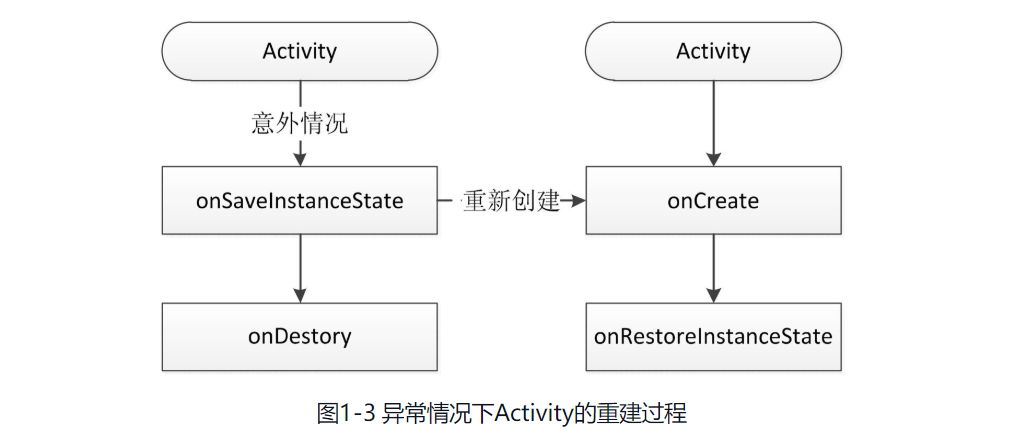 Activity
Activity
意外情况
onSaveInstanceState
重新创建
onCreate
onDestory
onRestoreInstanceState
图1-3 异常情况下Activity的重建过程